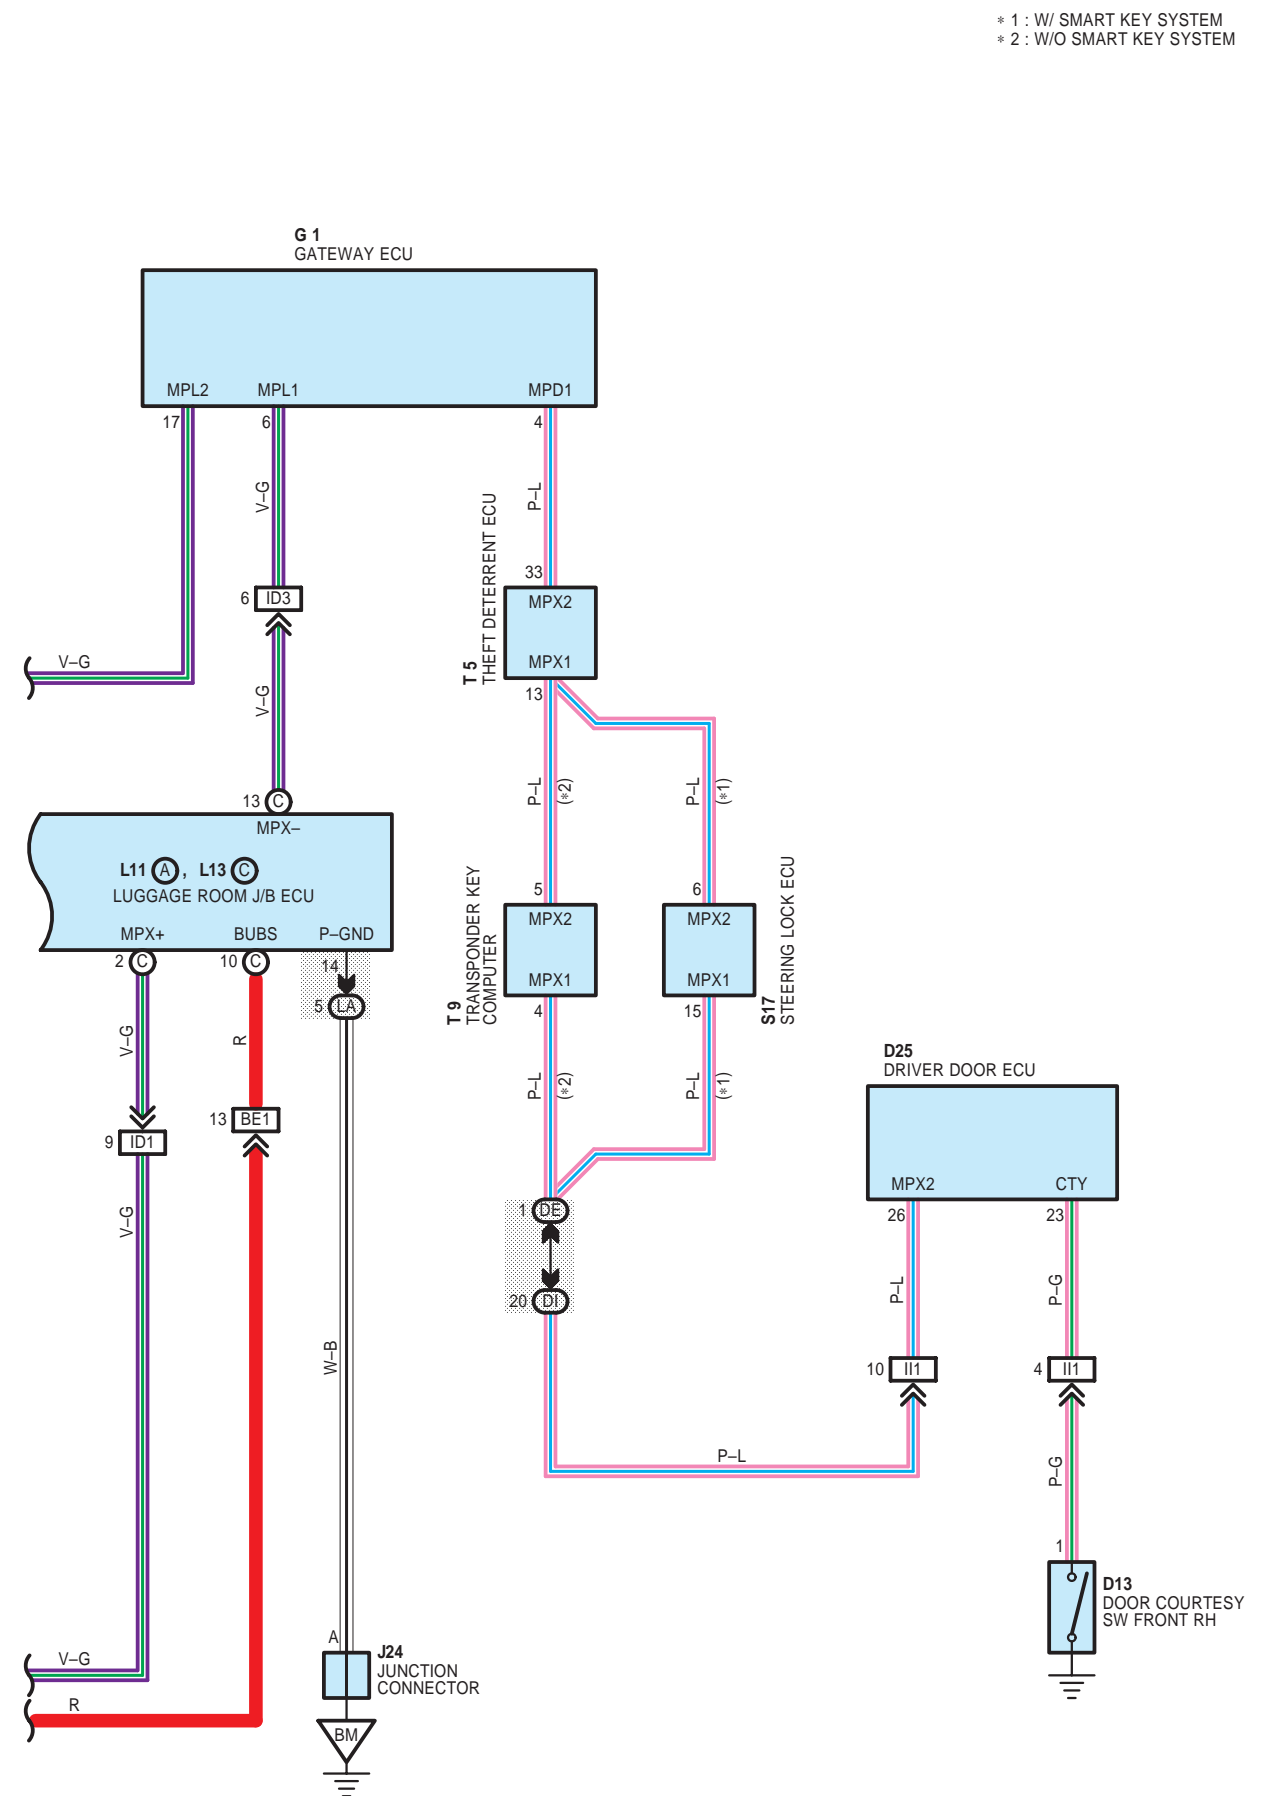 * 1 : W/ SMART KEY SYSTEM
* 2 : W/O SMART KEY SYSTEM
G 1
GATEWAY ECU
MPL2 MPL1 MPD1
17 6 4
V–G
P–L
T 5
THEFT DETERRENT ECU
33
MPX2
6 ID3
MPX1
V–G
V–G
13
P–L
(*2)
P–L
(*1)
13 C
MPX–
L11 A , L13 C
LUGGAGE ROOM J/B ECU
MPX+ BUBS P–GND
2 C
10 C
14
5 LA
T 9
TRANSPONDER KEY
COMPUTER
5
MPX2
MPX1
4
6
MPX2
MPX1
15
S17
STEERING LOCK ECU
V–G
R
P–L
(*2)
P–L
(*1)
D25
DRIVER DOOR ECU
MPX2 CTY
26 23
13 BE1
9 ID1
V–G
1 DE
20 DI
P–L
P–G
W–B
10 II1
4 II1
P–L
P–G
1
D13
DOOR COURTESY
SW FRONT RH
V–G
R
A
J24
JUNCTION
CONNECTOR
BM